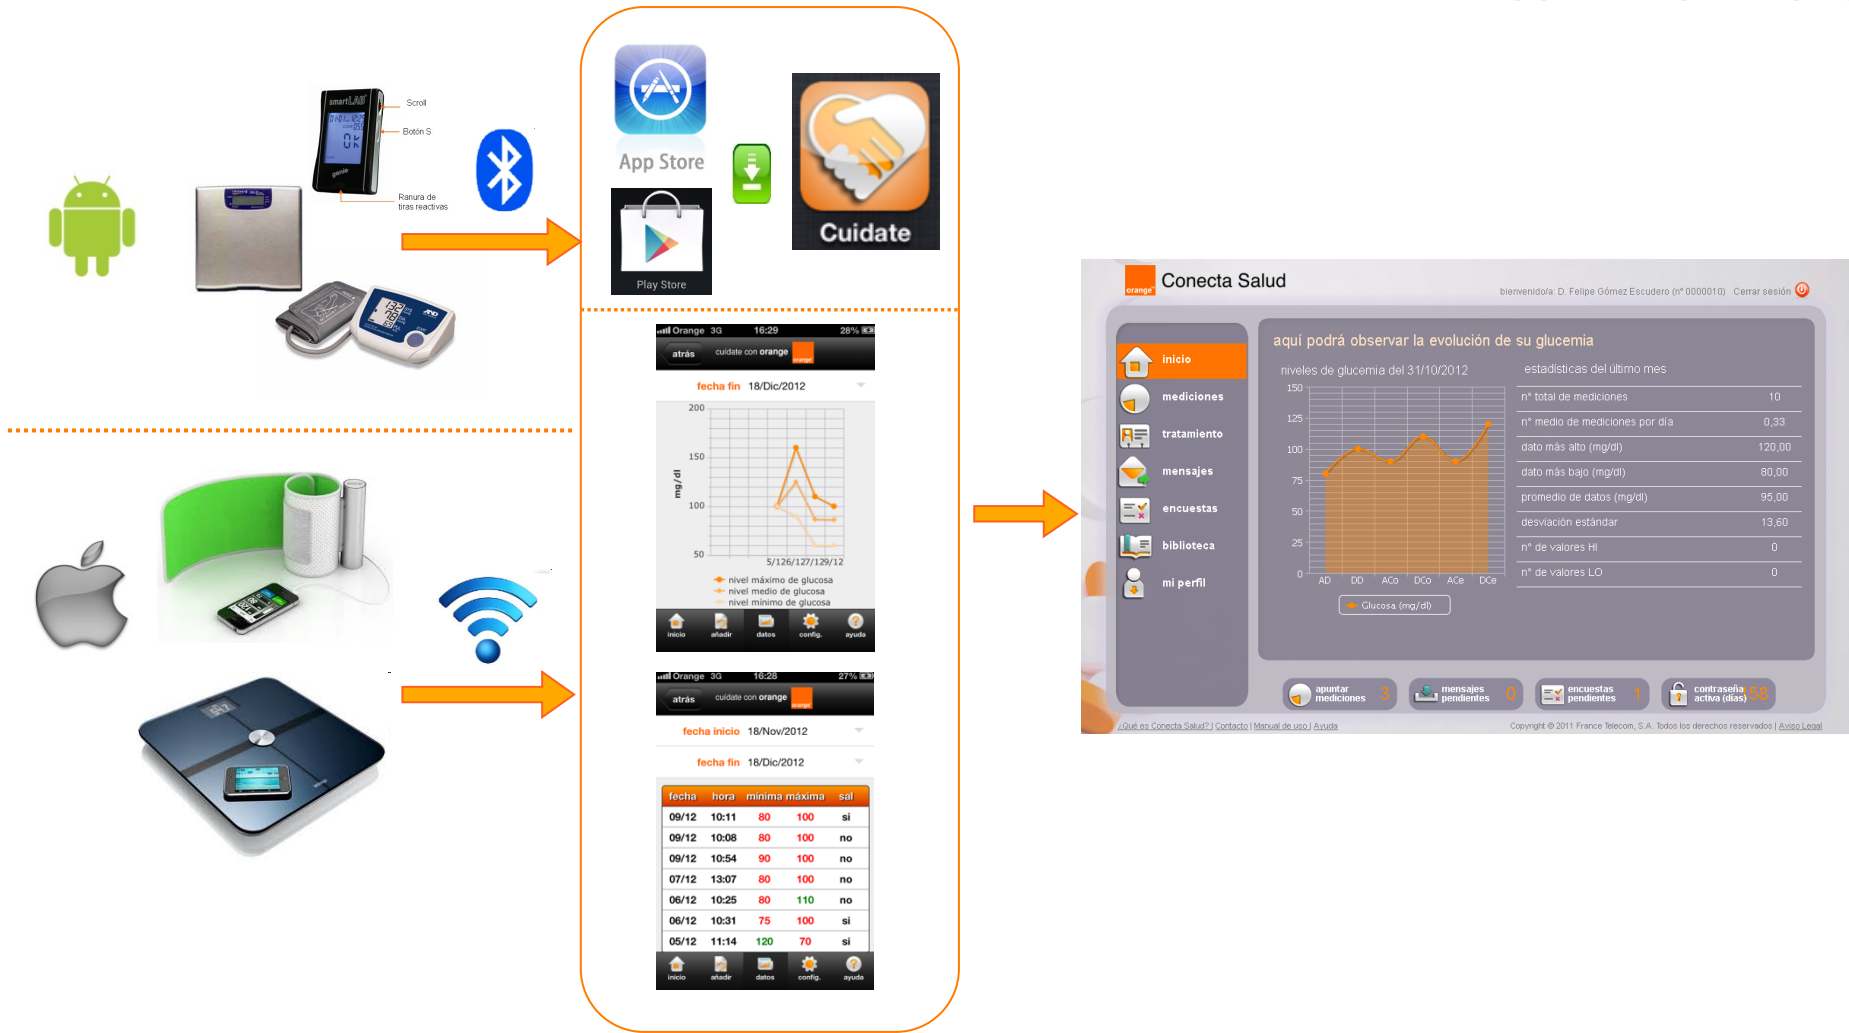 smartLAB
Scroll
Botón S
genie
Ranura de
tiras reactivas
App Store
Play Store
Cuidate
Orange 3G 16:29 28%
atrás cuídate con orange
fecha fin 18/Dic/2012
200
150
mg/dl
100
50
5/126/127/129/12
nivel máximo de glucosa
nivel medio de glucosa
nivel mínimo de glucosa
inicio añadir datos config. ayuda
Orange 3G 16:28 27%
atrás cuídate con orange
fecha inicio 18/Nov/2012
fecha fin 18/Dic/2012
fecha hora mínima máxima sal
09/12 10:11 80 100 si
09/12 10:08 80 100 no
09/12 10:54 90 100 no
07/12 13:07 80 100 no
06/12 10:25 80 110 no
06/12 10:31 75 100 si
05/12 11:14 120 70 si
inicio añadir datos config. ayuda
orange Conecta Salud
bienvenido/a: D. Felipe Gómez Escudero (nº 0000010) Cerrar sesión
inicio
mediciones
tratamiento
mensajes
encuestas
biblioteca
mi perfil
aquí podrá observar la evolución de su glucemia
niveles de glucemia del 31/10/2012
150
125
100
75
50
25
0
AD DD ACo DCo ACe DCe
Glucosa (mg/dl)
estadísticas del último mes
n° total de mediciones 10
n° medio de mediciones por día 0,33
dato más alto (mg/dl) 120,00
dato más bajo (mg/dl) 80,00
promedio de datos (mg/dl) 95,00
desviación estándar 13,60
n° de valores HI 0
n° de valores LO 0
apuntar
mediciones 3
mensajes
pendientes 0
encuestas
pendientes 1
contraseña
activa (días) 58
¿Qué es Conecta Salud? | Contacto | Manual de uso | Ayuda
Copyright © 2011 France Telecom, S.A. Todos los derechos reservados | Aviso Legal